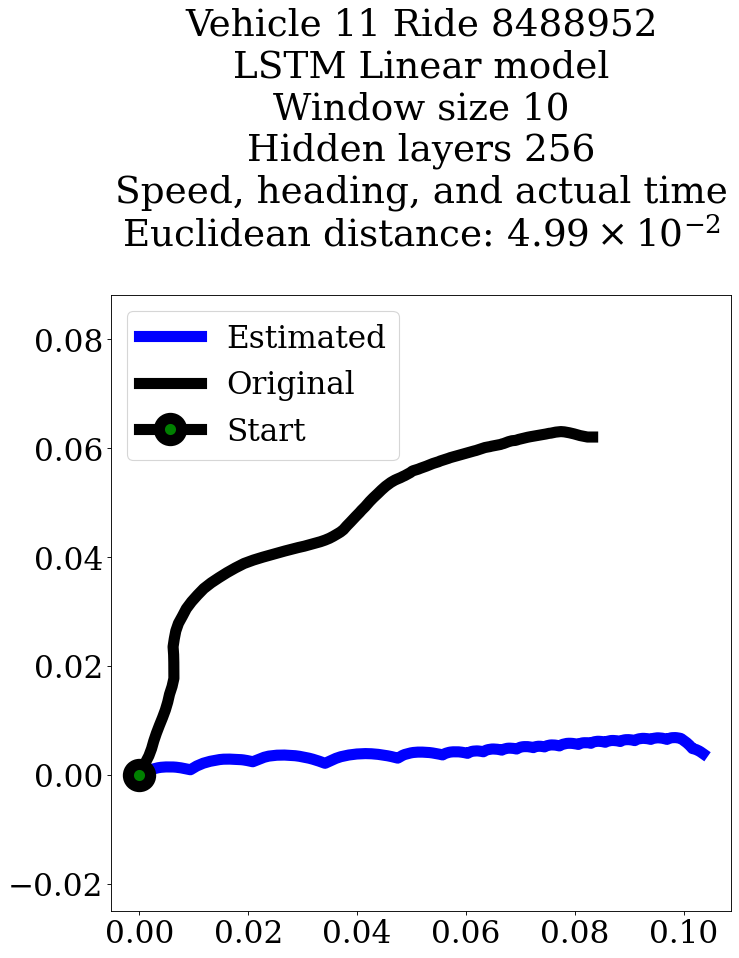 Vehicle 11 Ride 8488952
LSTM Linear model
Window size 10
Hidden layers 256
Speed, heading, and actual time
Euclidean distance: 4.99 × 10⁻²
Estimated
Original
Start
0.08
0.06
0.04
0.02
0.00
−0.02
0.00 0.02 0.04 0.06 0.08 0.10